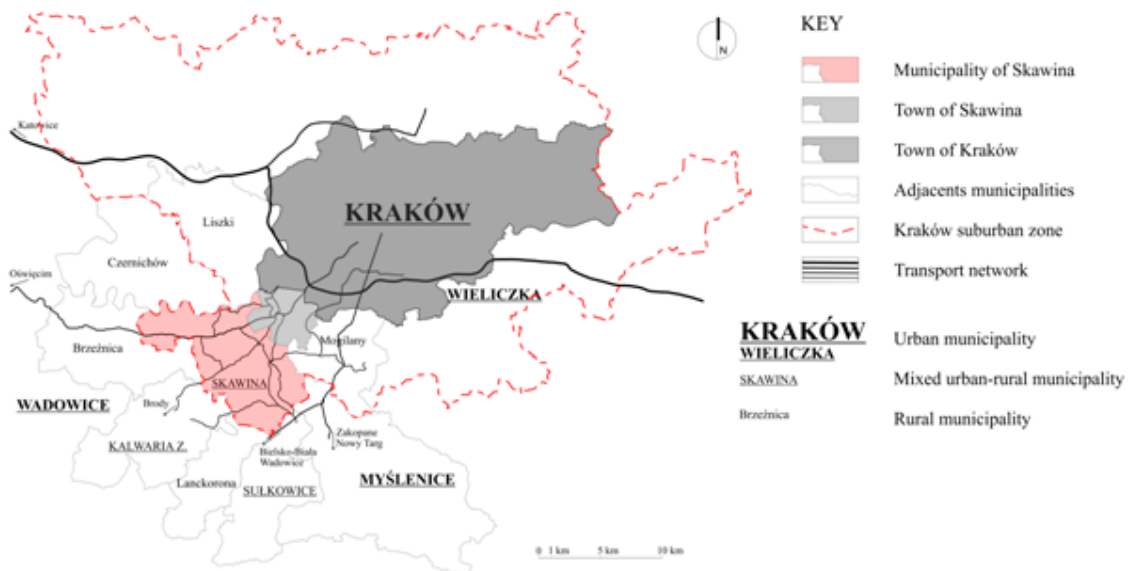 N
KEY
Municipality of Skawina
Town of Skawina
Town of Kraków
Adjacents municipalities
Kraków suburban zone
Transport network
KRAKÓW
Urban municipality
WIELICZKA
SKAWINA
Mixed urban-rural municipality
Brzeźnica
Rural municipality
Katowice
Liszki
KRAKÓW
Czernichów
Oświęcim
WIELICZKA
Brzeźnica
Mogilany
SKAWINA
WADOWICE
Brody
KALWARIA Z.
Zakopane
Nowy Targ
Bielsko-Biała
Wadowice
Lanckorona
SUŁKOWICE
MYŚLENICE
0 1 km 5 km 10 km